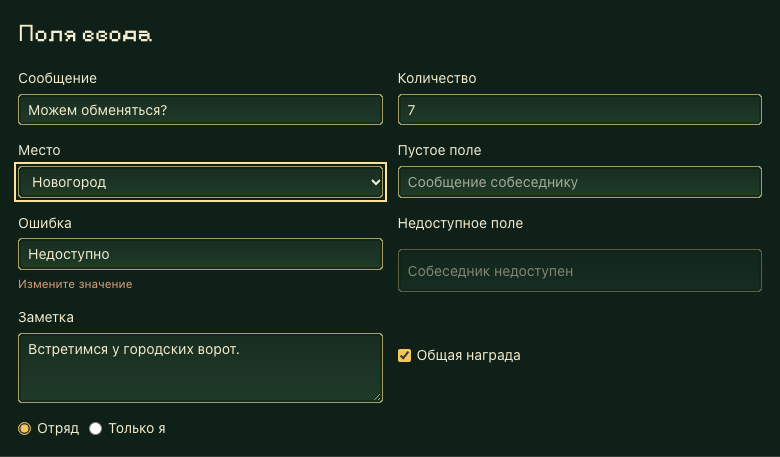 Поля ввода
Сообщение
Количество
Можем обменяться?
7
Место
Пустое поле
Новогород
Сообщение собеседнику
Ошибка
Недоступное поле
Недоступно
Собеседник недоступен
Измените значение
Заметка
Встретимся у городских ворот.
Общая награда
Отряд
Только я